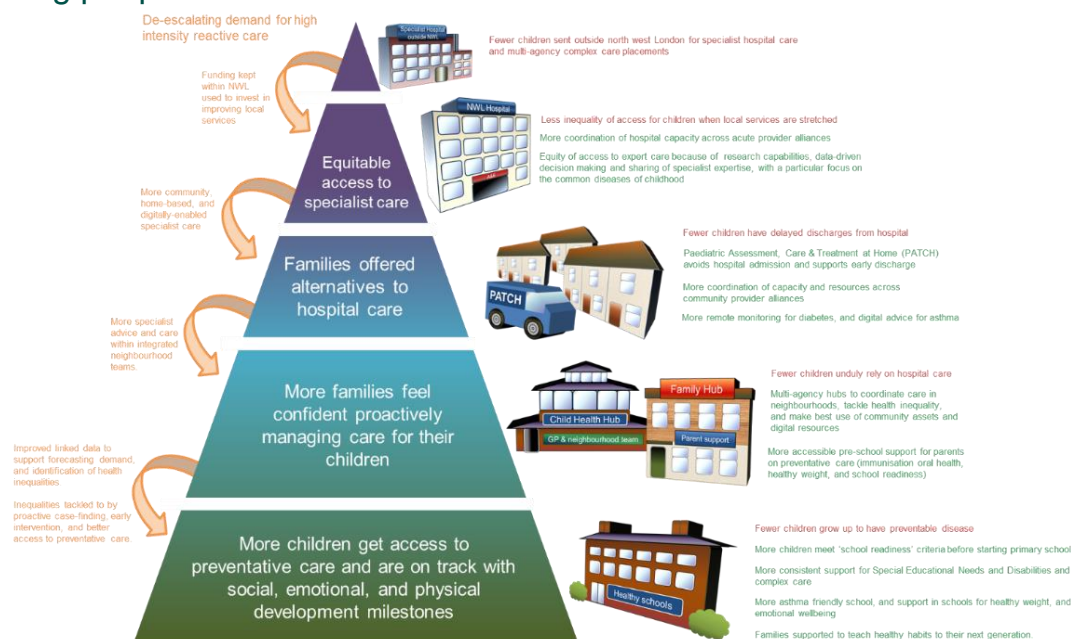 De-escalating demand for high
intensity reactive care
Specialist Hospital
outside NWL
Fewer children sent outside north west London for specialist hospital care
and multi-agency complex care placements
Funding kept
within NWL
used to invest in
improving local
services
NWL Hospital
A&E
Less inequality of access for children when local services are stretched
More coordination of hospital capacity across acute provider alliances
Equity of access to expert care because of research capabilities, data-driven
decision making and sharing of specialist expertise, with a particular focus on
the common diseases of childhood
Equitable
access to
specialist care
More community,
home-based, and
digitally-enabled
specialist care
Families offered
alternatives to
hospital care
PATCH
Fewer children have delayed discharges from hospital
Paediatric Assessment, Care & Treatment at Home (PATCH)
avoids hospital admission and supports early discharge
More coordination of capacity and resources across
community provider alliances
More remote monitoring for diabetes, and digital advice for asthma
More specialist
advice and care
within integrated
neighbourhood
teams.
More families feel
confident proactively
managing care for their
children
Child Health Hub
GP & neighbourhood team
Family Hub
Parent support
Fewer children unduly rely on hospital care
Multi-agency hubs to coordinate care in
neighbourhoods, tackle health inequality,
and make best use of community assets and
digital resources
More accessible pre-school support for parents
on preventative care (immunisation oral health,
healthy weight, and school readiness)
Improved linked data to
support forecasting demand,
and identification of health
inequalities
Inequalities tackled to by
proactive case-finding, early
intervention, and better
access to preventative care.
More children get access to
preventative care and are on track with
social, emotional, and physical
development milestones
Healthy schools
Fewer children grow up to have preventable disease
More children meet 'school readiness' criteria before starting primary school
More consistent support for Special Educational Needs and Disabilities and
complex care
More asthma friendly school, and support in schools for healthy weight, and
emotional wellbeing
Families supported to teach healthy habits to their next generation.